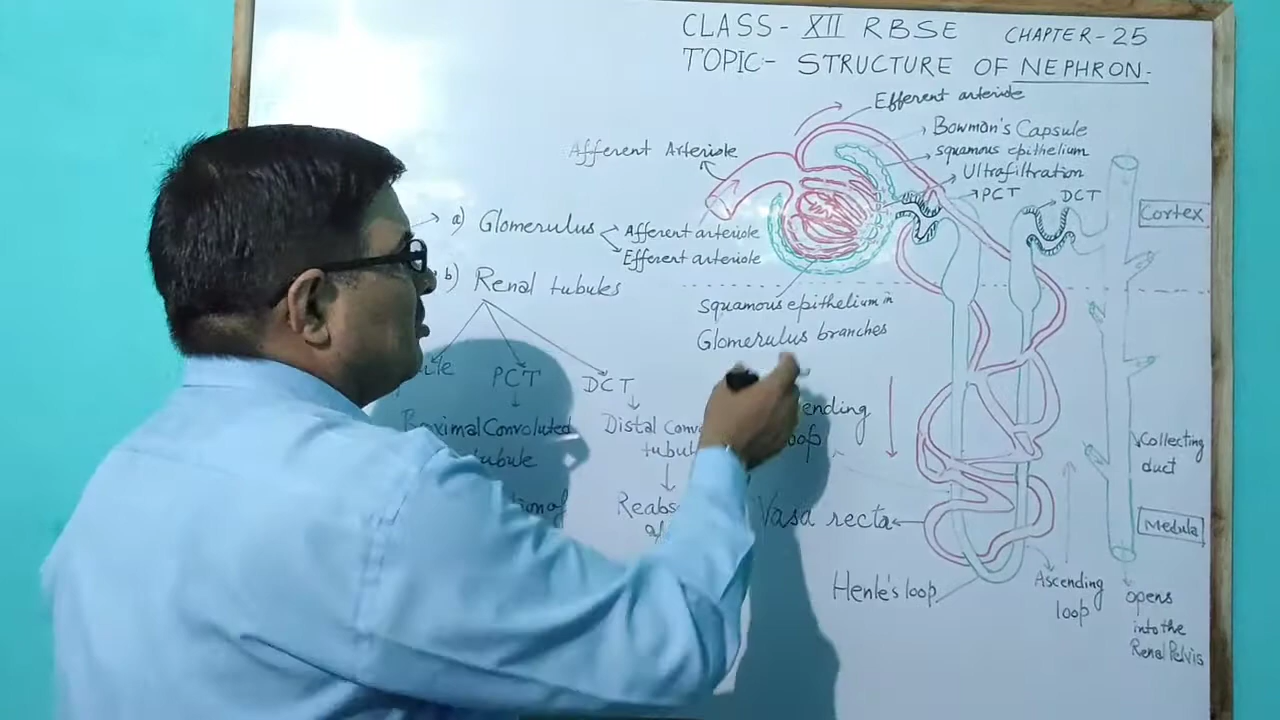 CLASS- XII RBSE CHAPTER-25
TOPIC- STRUCTURE OF NEPHRON.
Efferent arteriole
Bowman's Capsule
squamous epithelium
Ultrafiltration
PCT
DCT
Afferent Arteriole
Cortex
a) Glomerulus
Afferent arteriole
Efferent arteriole
b) Renal tubules
squamous epithelium in
Glomerulus branches
PCT
DCT
Convoluted
tubule
Distal
Collecting
duct
Vasa recta
Medula
Henle's loop
Ascending
loop
opens
into the
Renal Pelvis